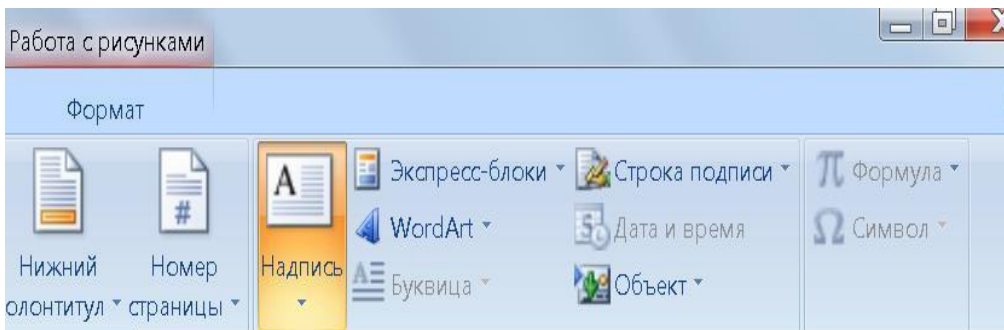 Работа с рисунками
Формат
Нижний
олонтитул
Номер
страницы
Надпись
Экспресс-блоки
WordArt
Буквица
Строка подписи
Дата и время
Объект
Формула
Символ